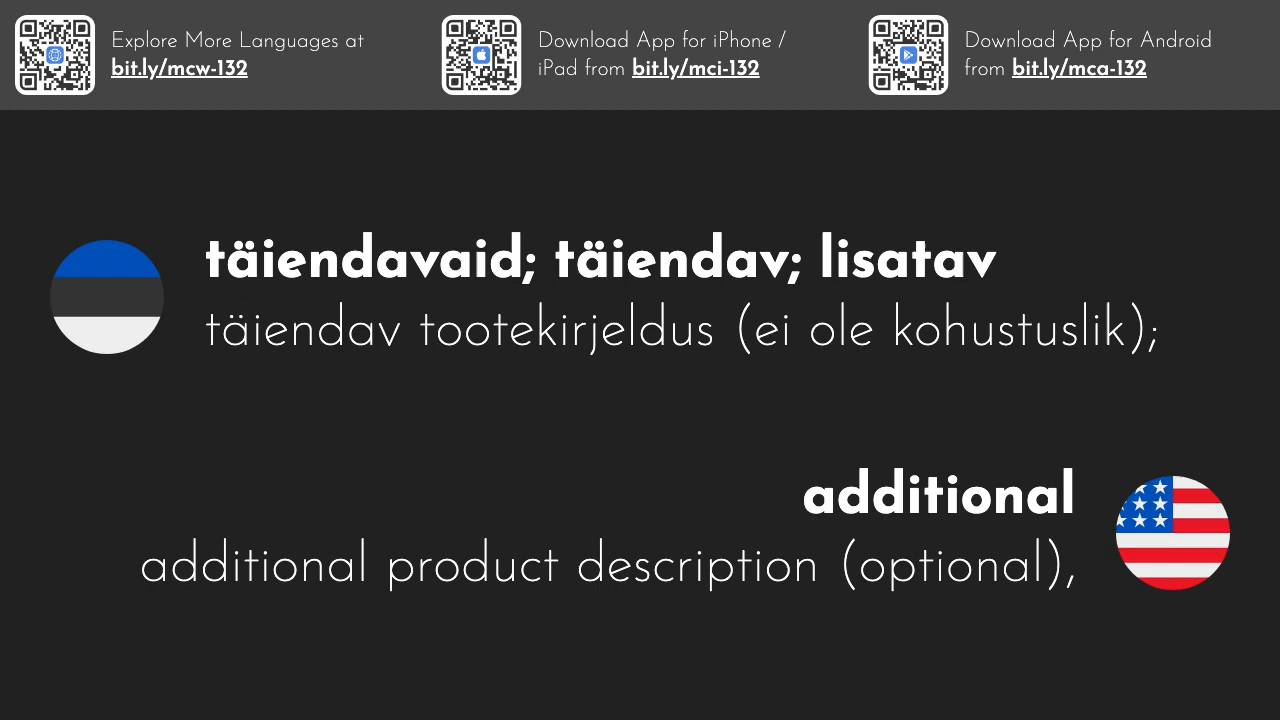 Explore More Languages at
bit.ly/mcw-132
Download App for iPhone /
iPad from bit.ly/mci-132
Download App for Android
from bit.ly/mca-132
täiendavaid; täiendav; lisatav
täiendav tootekirjeldus (ei ole kohustuslik);
additional
additional product description (optional),